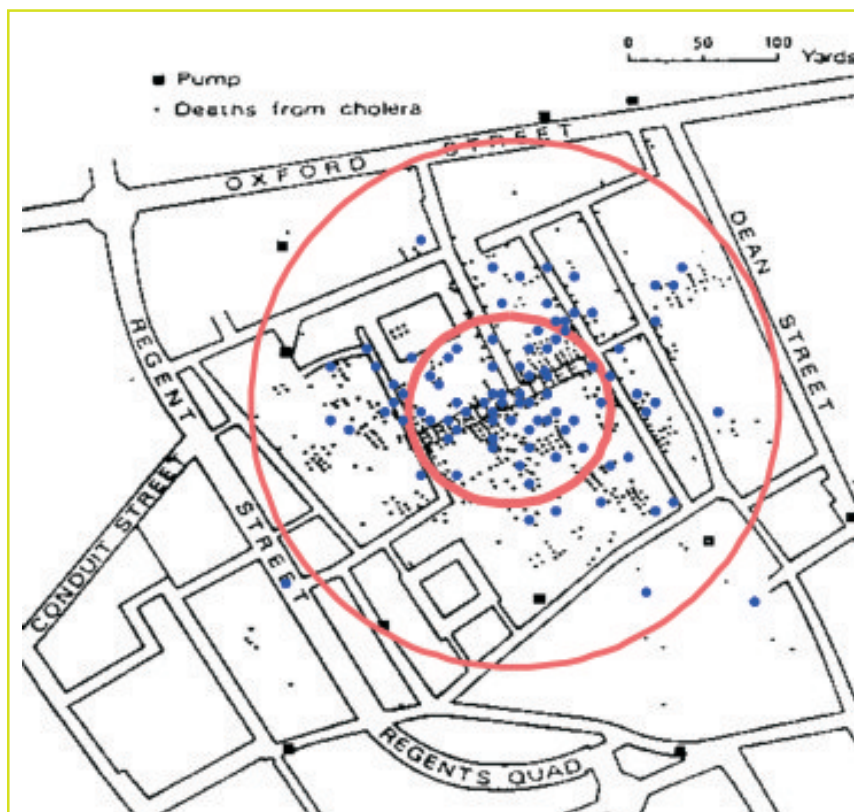 0 50 100
Yards
Pump
Deaths from cholera
OXFORD STREET
DEAN STREET
REGENT STREET
CONDUIT STREET
REGENTS QUAD